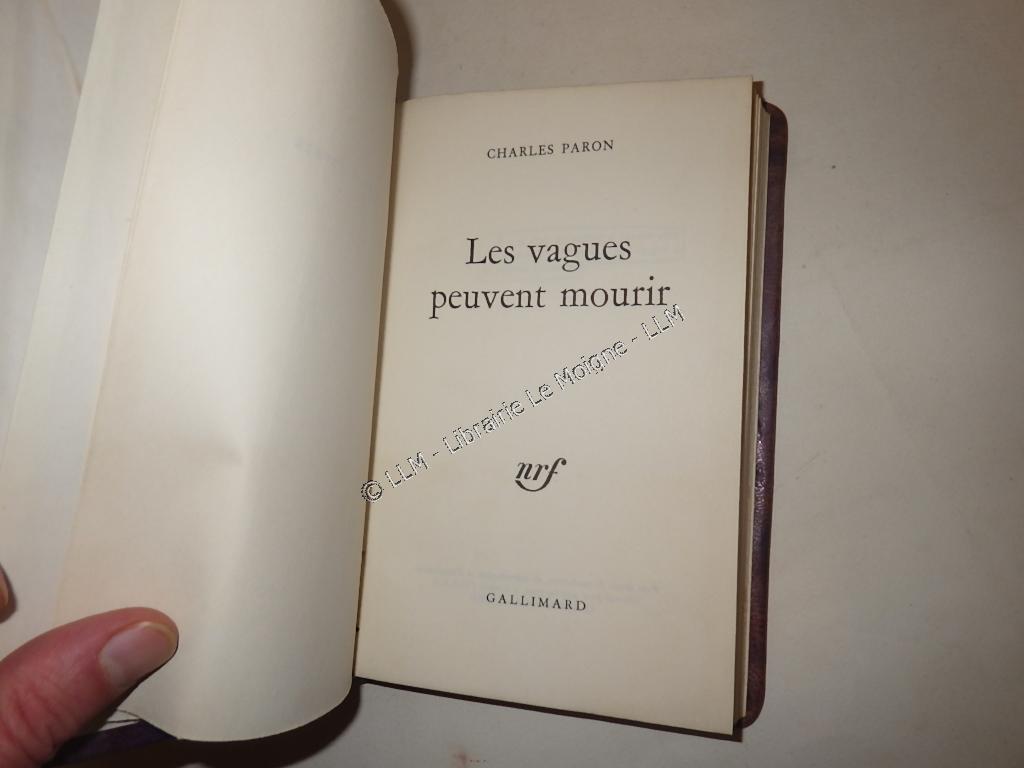 CHARLES PARON
Les vagues
peuvent mourir
© LLM - Librairie Le Moigne - LLM
nrf
GALLIMARD